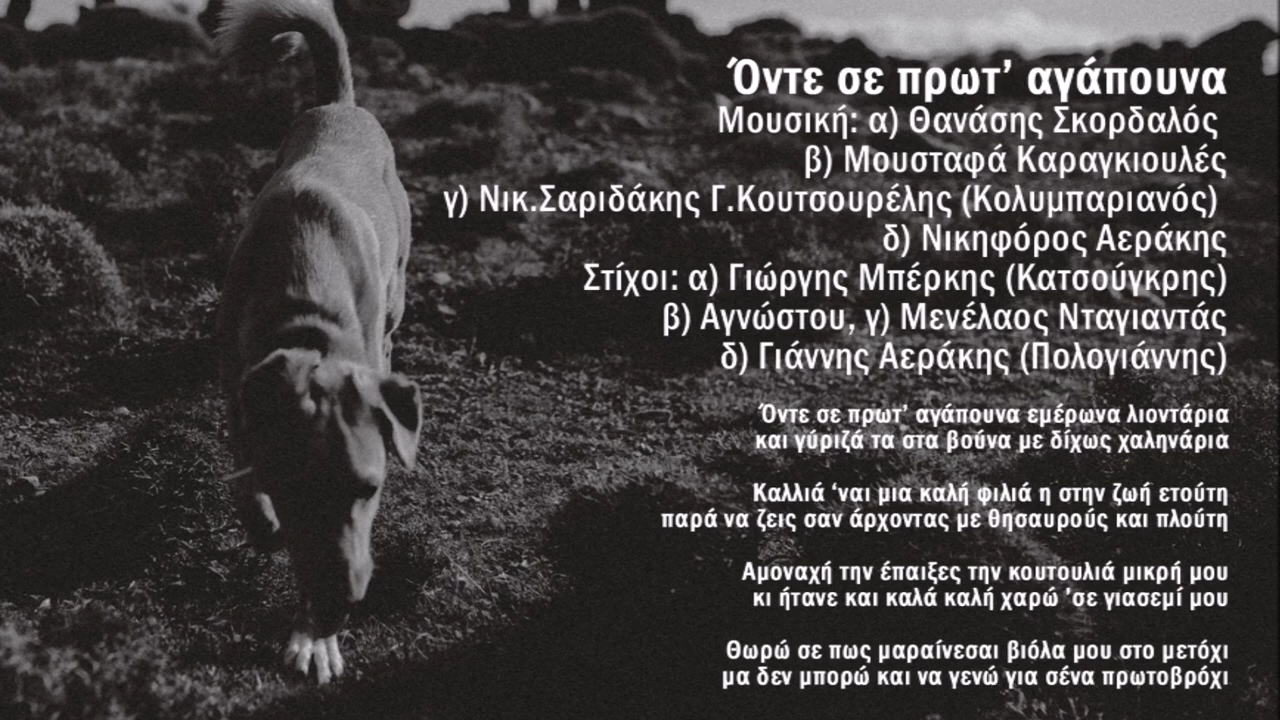 Όντε σε πρωτ’ αγάπουνα
Μουσική: α) Θανάσης Σκορδαλός
β) Μουσταφά Καραγκιουλές
γ) Νικ.Σαριδάκης Γ.Κουτσουρέλης (Κολυμπαριανός)
δ) Νικηφόρος Αεράκης
Στίχοι: α) Γιώργης Μπέρκης (Κατσούγκρης)
β) Αγνώστου, γ) Μενέλαος Νταγιαντάς
δ) Γιάννης Αεράκης (Πολογιάννης)
Όντε σε πρωτ’ αγάπουνα εμέρωνα λιοντάρια
και γύριζά τα στα βούνα με δίχως χαληνάρια
Καλλιά ‘ναι μια καλή φιλιά η στην ζωή ετούτη
παρά να ζεις σαν άρχοντας με θησαυρούς και πλούτη
Αμοναχή την έπαιξες την κουτουλιά μικρή μου
κι ήτανε και καλά καλή χαρώ ‘σε γιασεμί μου
Θωρώ σε πως μαραίνεσαι βιόλα μου στο μετόχι
μα δεν μπορώ και να γενώ για σένα πρωτοβρόχι